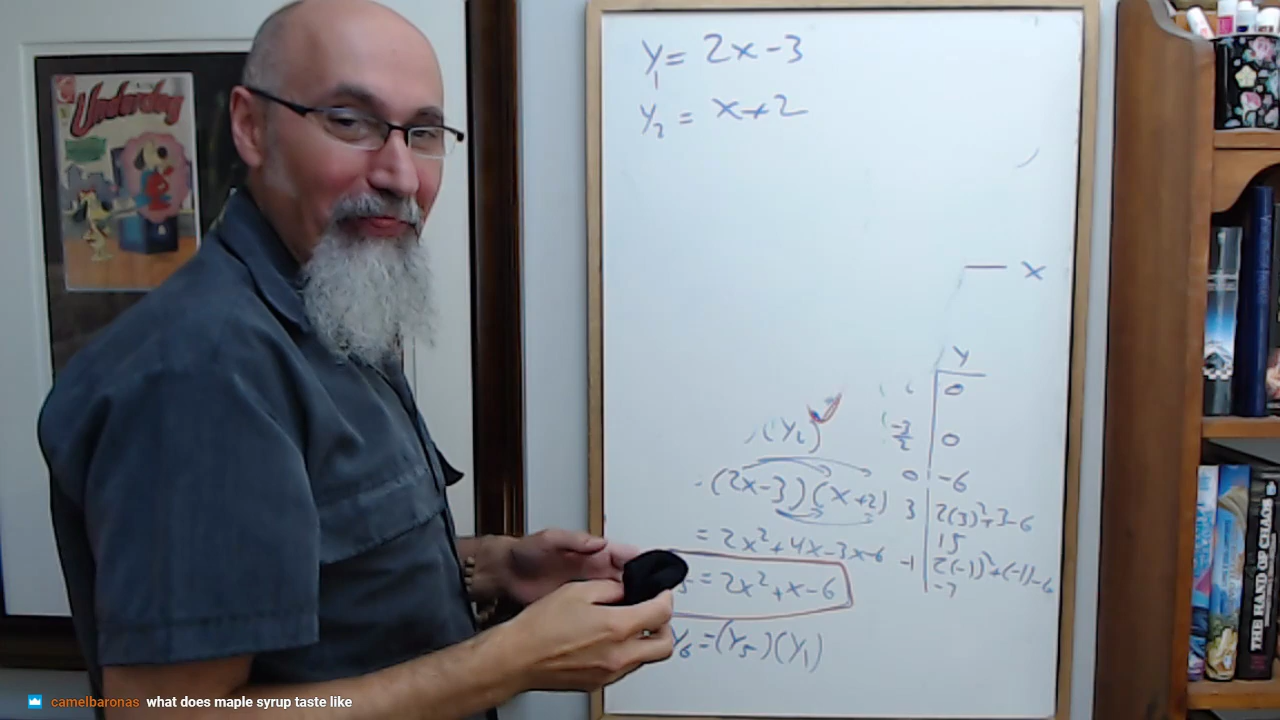 Underdog
y₁ = 2x-3
y₂ = x+2
x
y
0
-3/2 0
(y₂)
0 -6
(2x-3)(x+2)
3 2(3)²+3-6
15
= 2x²+4x-3x-6
-1 2(-1)²+(-1)-6
= 2x²+x-6
y₆=(y₅)(y₁)
THE HAND OF CHAOS
camelbaronas what does maple syrup taste like